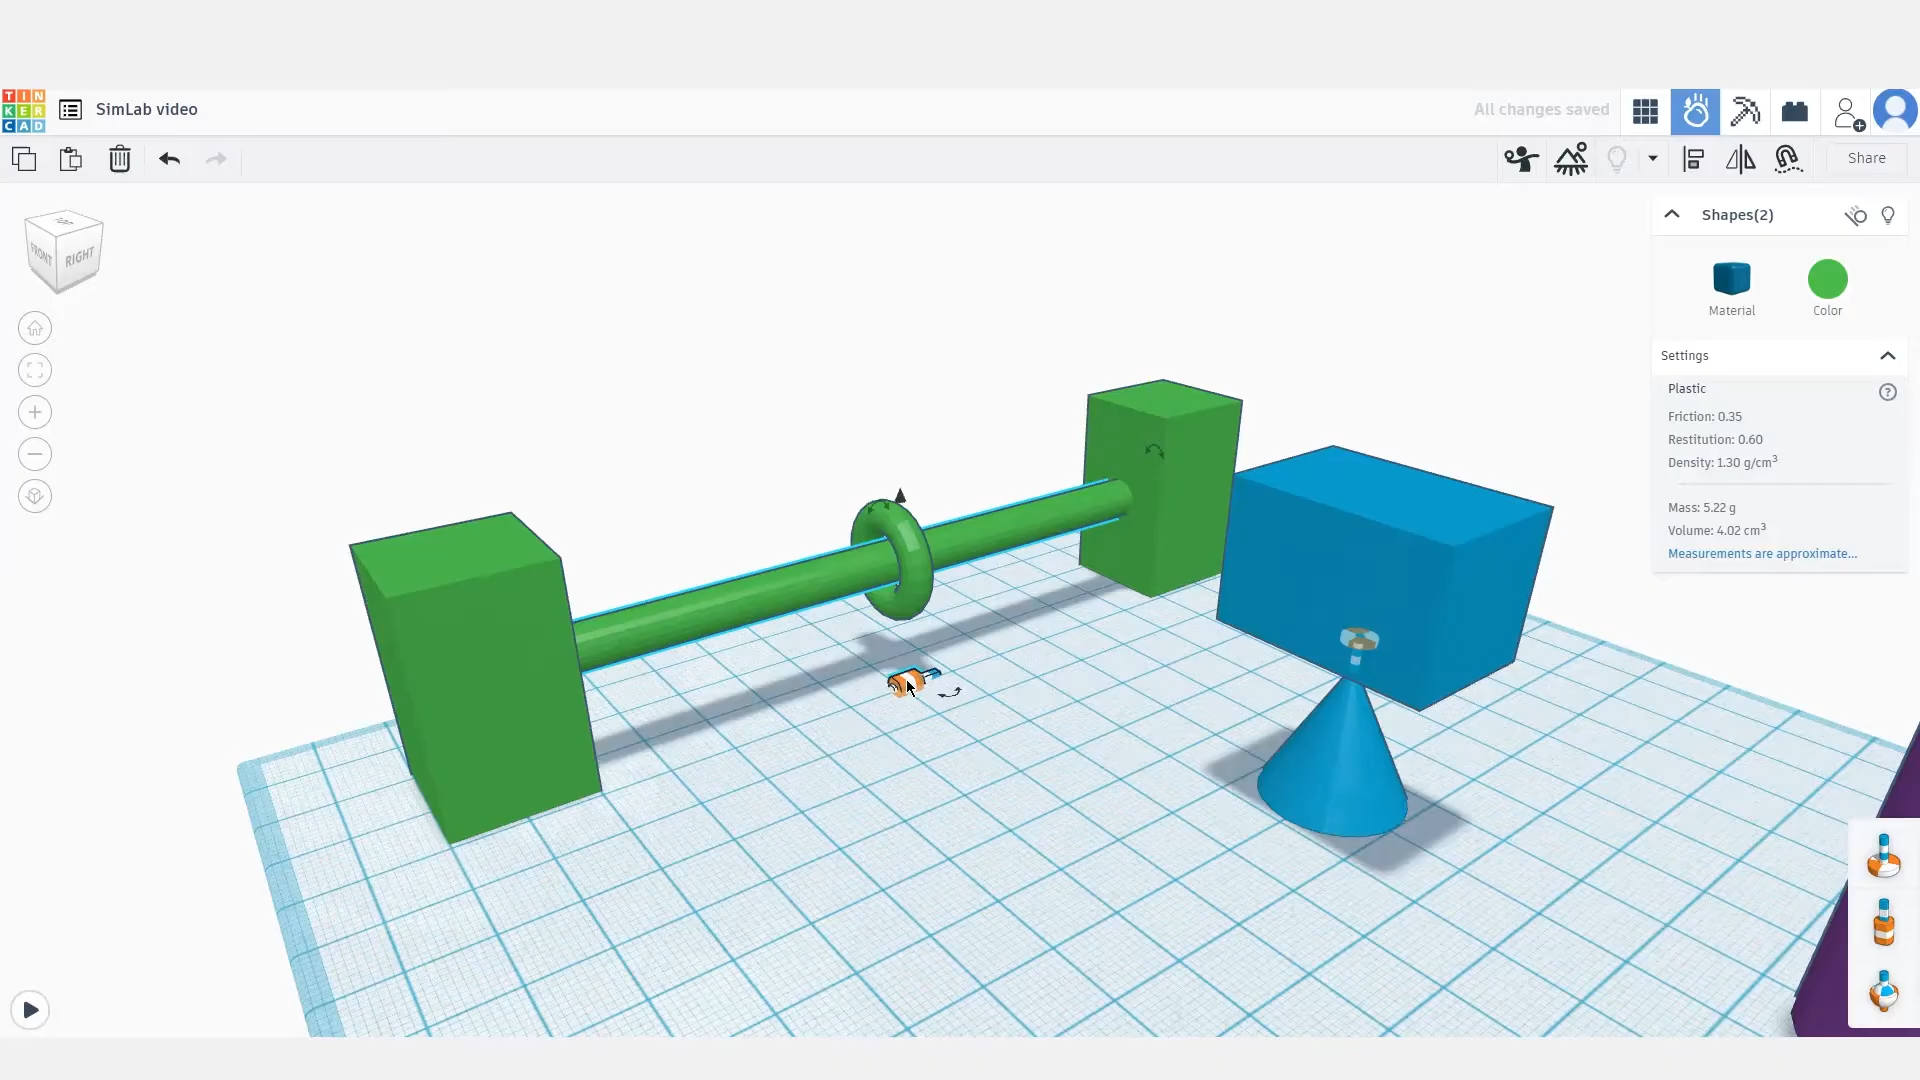 TIN
KER
CAD
SimLab video
All changes saved
Share
TOP
FRONT
RIGHT
Shapes(2)
Material
Color
Settings
Plastic
Friction: 0.35
Restitution: 0.60
Density: 1.30 g/cm³
Mass: 5.22 g
Volume: 4.02 cm³
Measurements are approximate...